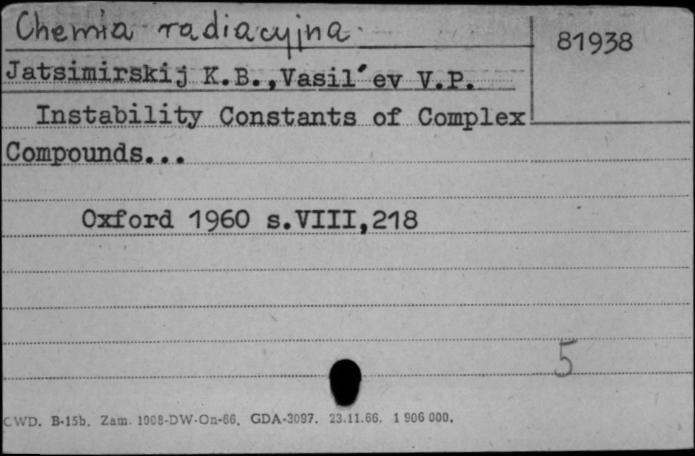 Chemia radiacyjna
81938
Jatsimirskij K.B., Vasil´ev V.P.
Instability Constants of Complex
Compounds...
Oxford 1960 s.VIII,218
5
CWD. B-15b. Zam. 1008-DW-On-66. GDA-3097. 23.11.66. 1 906 000.